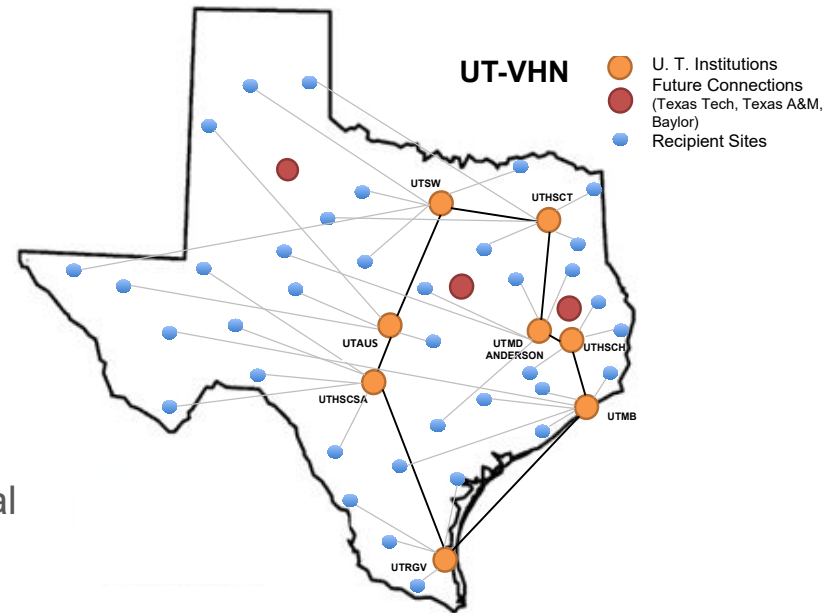 UT-VHN
U. T. Institutions
Future Connections
(Texas Tech, Texas A&M,
Baylor)
Recipient Sites
UTSW
UTHSCT
UTAUS
UTMD
ANDERSON
UTHSCH
UTHSCSA
UTMB
al
UTRGV